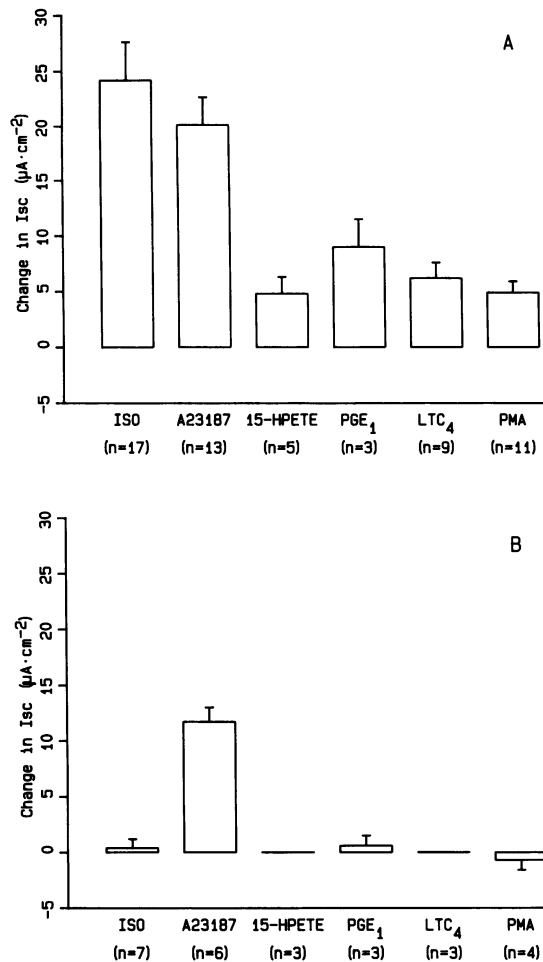 A
Change in Isc (µA·cm⁻²)
30
25
20
15
10
5
0
-5
ISO A23187 15-HPETE PGE₁ LTC₄ PMA
(n=17) (n=13) (n=5) (n=3) (n=9) (n=11)
B
Change in Isc (µA·cm⁻²)
30
25
20
15
10
5
0
-5
ISO A23187 15-HPETE PGE₁ LTC₄ PMA
(n=7) (n=6) (n=3) (n=3) (n=3) (n=4)